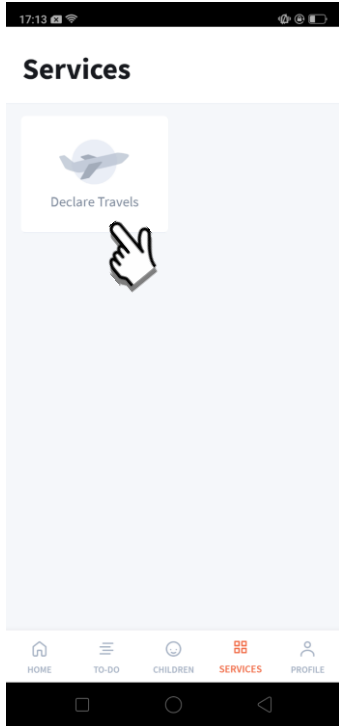 17:13
Services
Declare Travels
HOME TO-DO CHILDREN SERVICES PROFILE